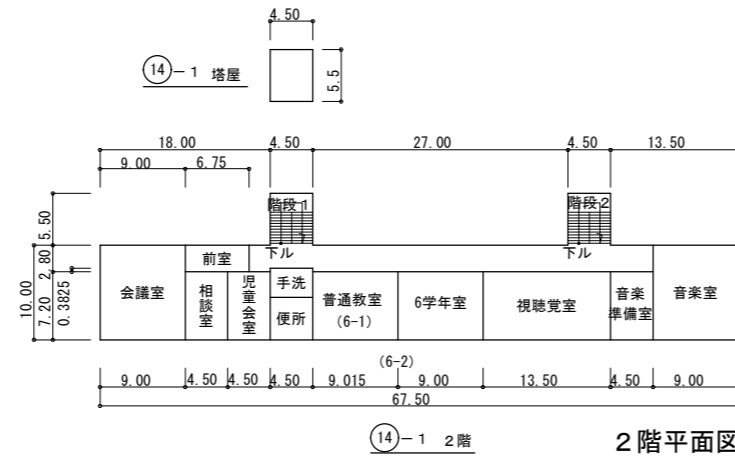 4.50
5.5
⑭-1 塔屋
18.00 4.50 27.00 4.50 13.50
9.00 6.75
5.50
2.80
10.00
7.20
0.3825
階段1 階段2
下ル 下ル
会議室
前室
相談室
児童会室
手洗
便所
普通教室
(6-1)
6学年室
視聴覚室
音楽
準備室
音楽室
(6-2)
9.00 4.50 4.50 4.50 9.015 9.00 13.50 4.50 9.00
67.50
⑭-1 2階
2階平面図